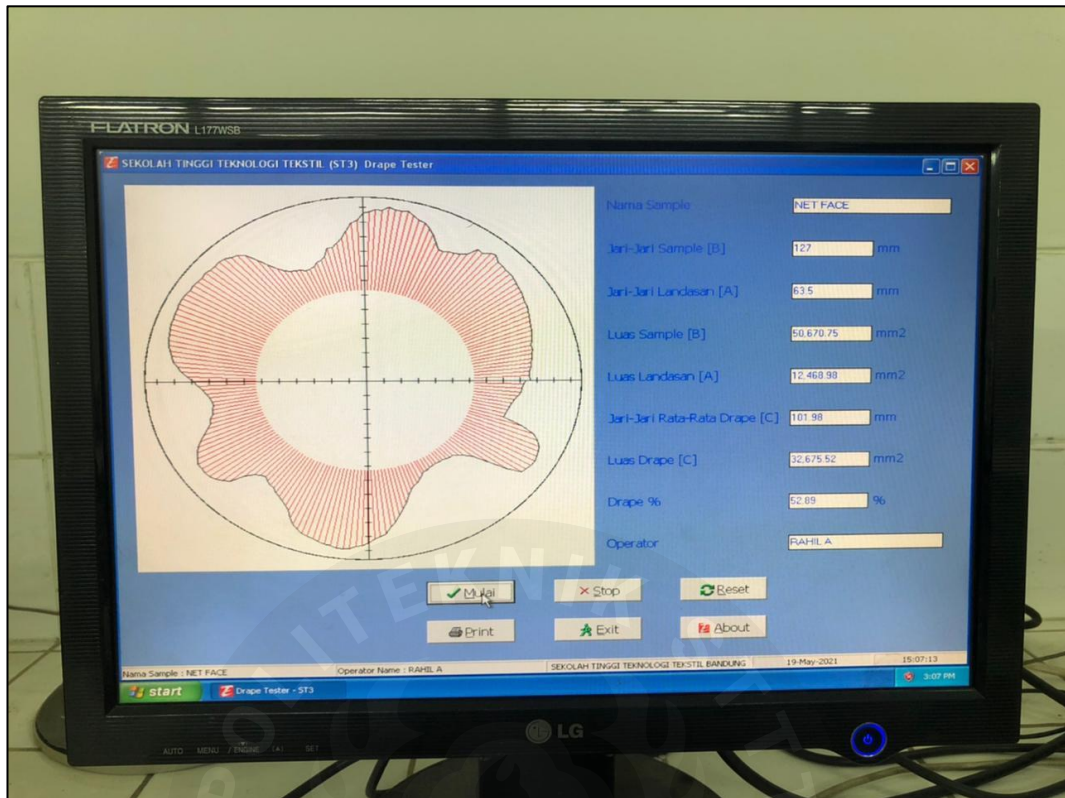 FLATRON L177WSB
SEKOLAH TINGGI TEKNOLOGI TEKSTIL (ST3) Drape Tester
Nama Sample NET FACE
Jari-Jari Sample [B] 127 mm
Jari-Jari Landasan [A] 63.5 mm
Luas Sample [B] 50,670.75 mm2
Luas Landasan [A] 12,468.98 mm2
Jari-Jari Rata-Rata Drape [C] 101.98 mm
Luas Drape [C] 32,675.52 mm2
Drape % 52.89 %
Operator RAHIL A
Mulai Stop Reset
Print Exit About
Nama Sample : NET FACE Operator Name : RAHIL A SEKOLAH TINGGI TEKNOLOGI TEKSTIL BANDUNG 19-May-2021 15:07:13
start Drape Tester - ST3 3:07 PM
LG
AUTO MENU /ENGINE [A] SET
POLITEKNIK STT